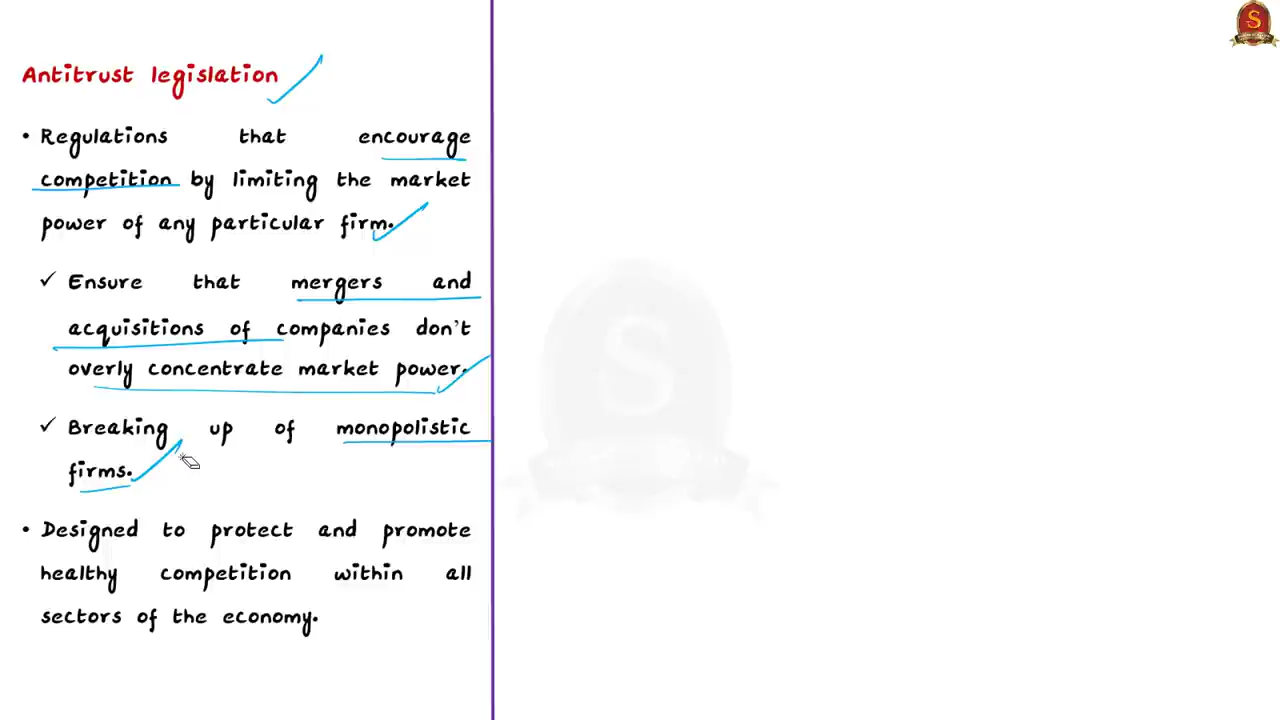 Antitrust legislation
• Regulations that encourage
competition by limiting the market
power of any particular firm.
✓ Ensure that mergers and
acquisitions of companies don't
overly concentrate market power.
✓ Breaking up of monopolistic
firms.
• Designed to protect and promote
healthy competition within all
sectors of the economy.
S
S